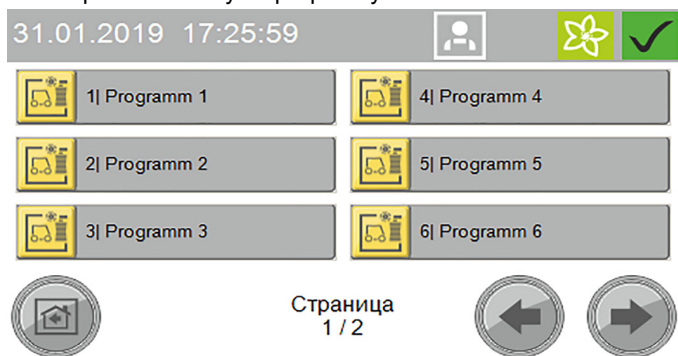 31.01.2019 17:25:59
1| Programm 1
4| Programm 4
2| Programm 2
5| Programm 5
3| Programm 3
6| Programm 6
Страница
1 / 2